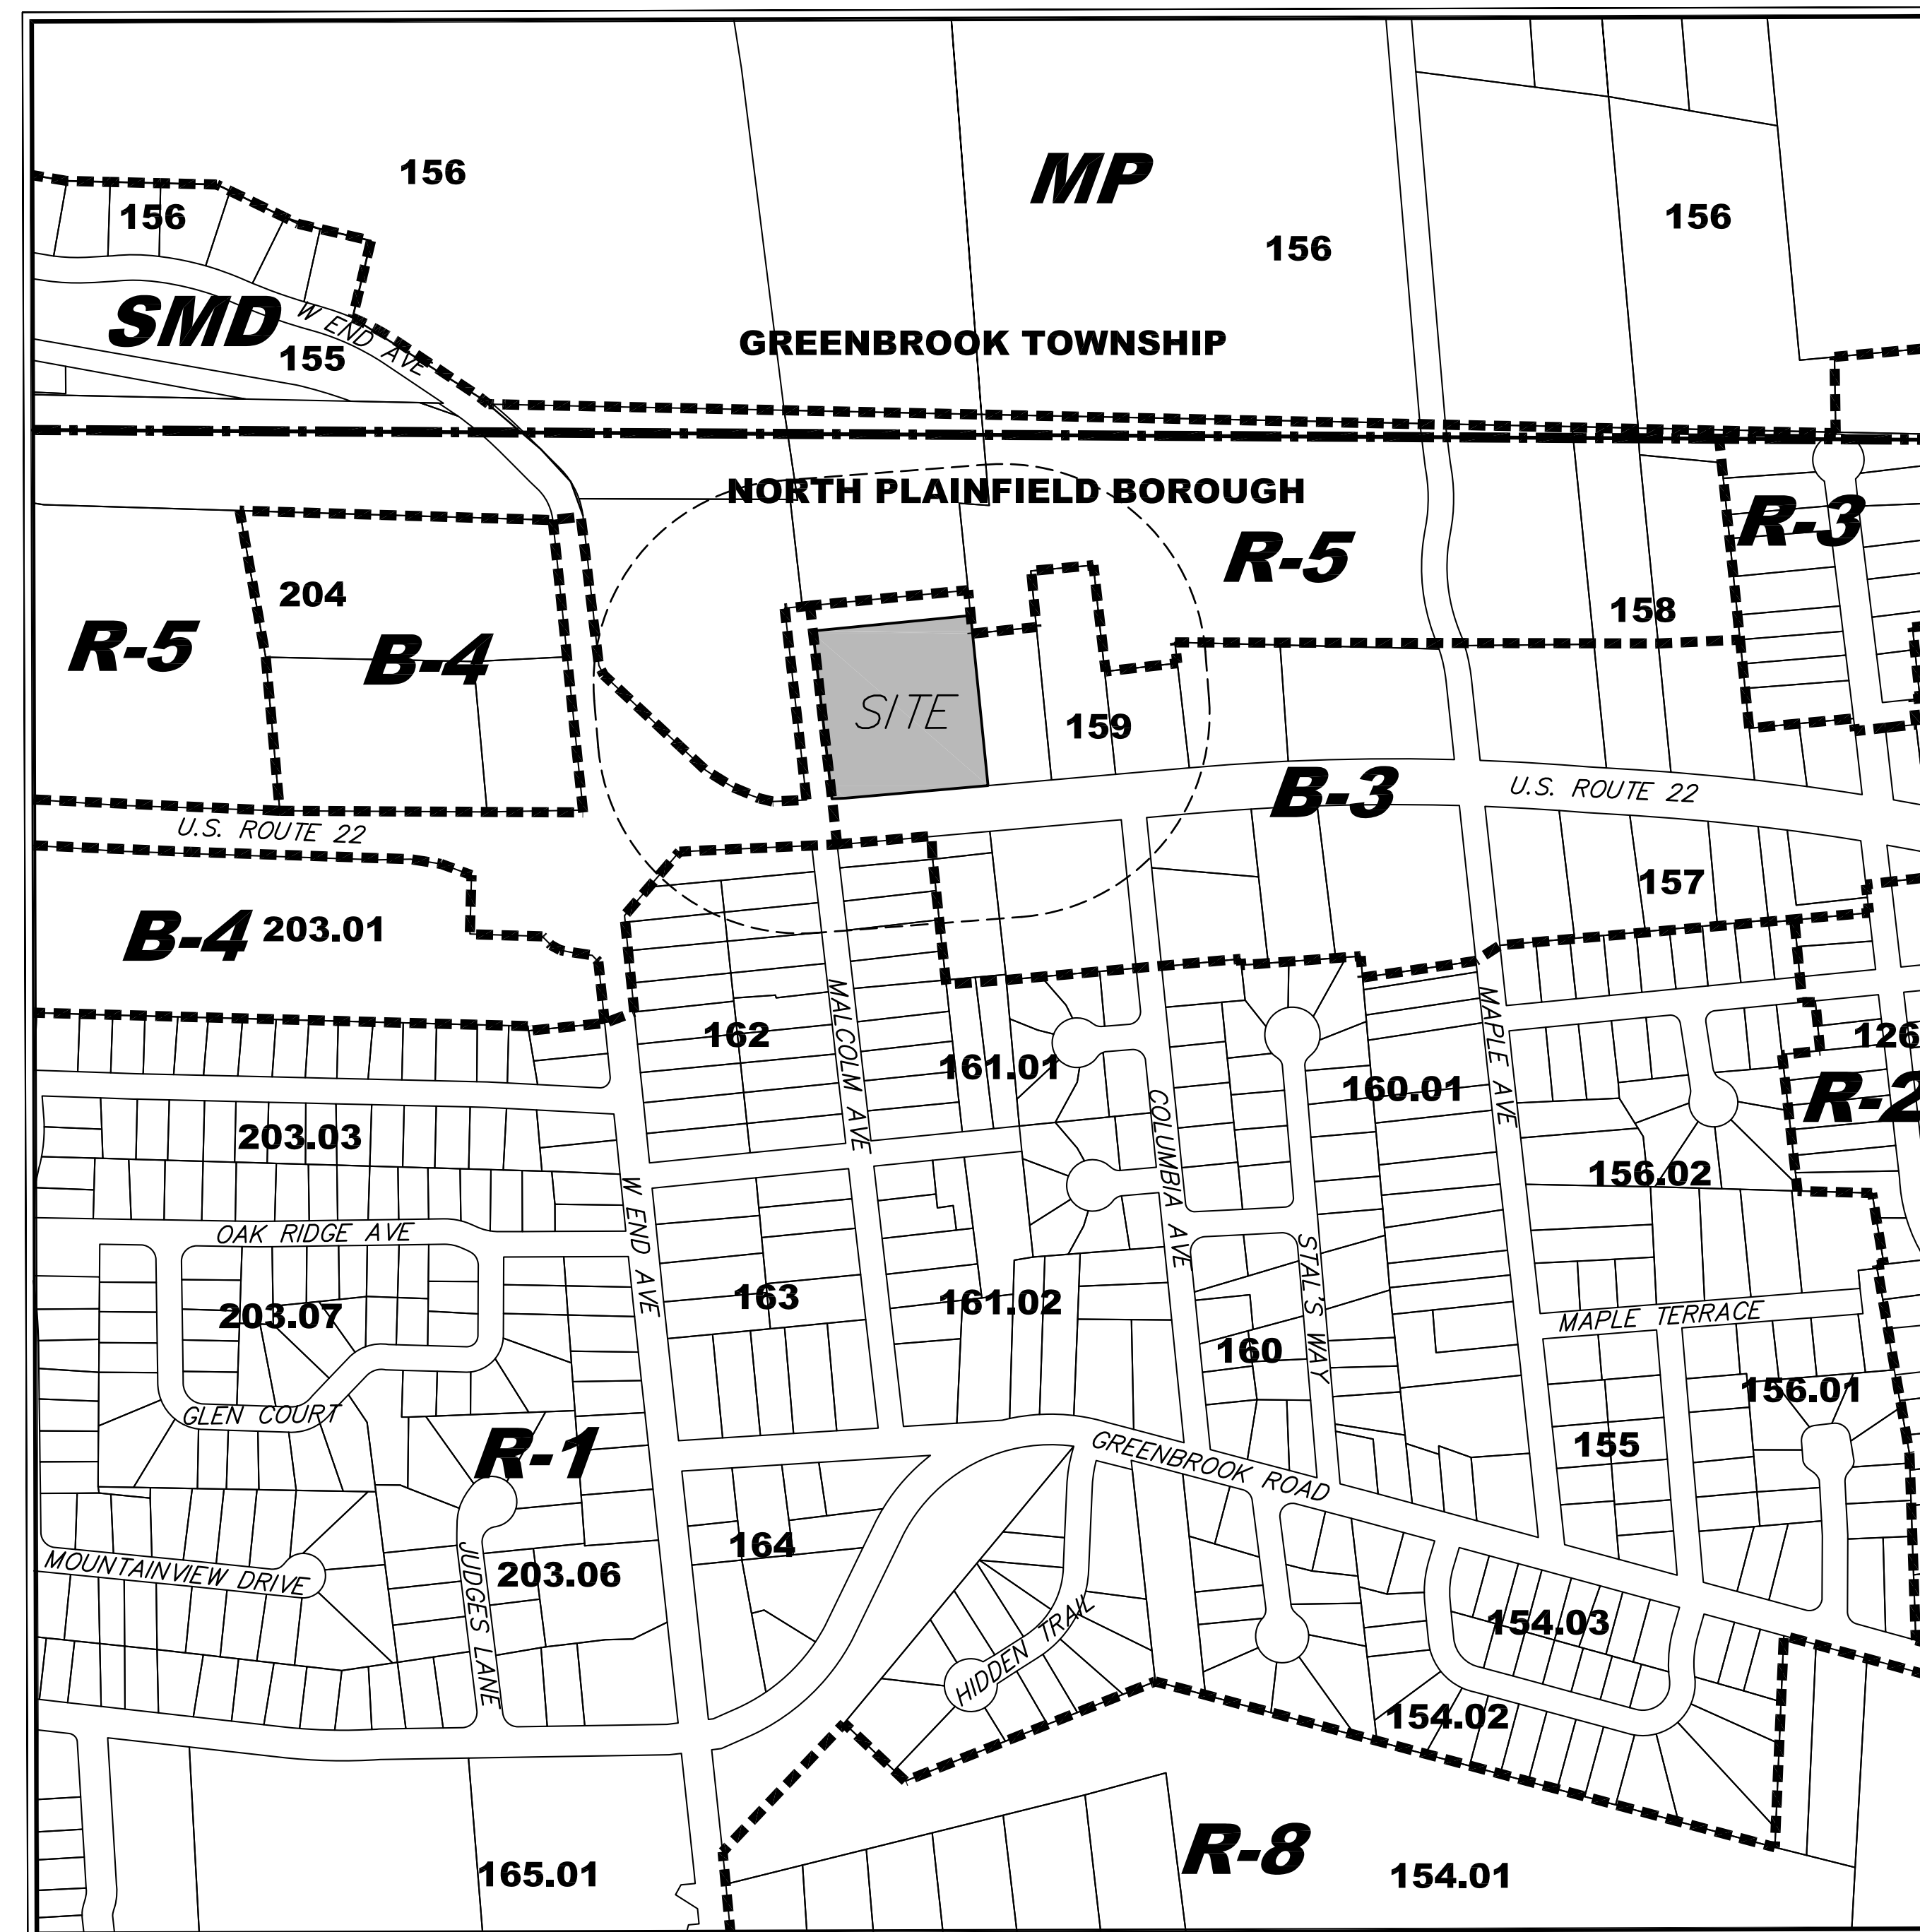 156
MP
156
156
156
SMD
W END AVE
155
GREENBROOK TOWNSHIP
NORTH PLAINFIELD BOROUGH
R-3
R-5
204
158
R-5
B-4
SITE
159
B-3
U.S. ROUTE 22
U.S. ROUTE 22
157
B-4
203.01
162
MALCOLM AVE
161.01
MAPLE AVE
126
160.01
R-2
203.03
COLUMBIA AVE
156.02
W END AVE
OAK RIDGE AVE
163
161.02
STAL'S WAY
203.07
MAPLE TERRACE
160
156.01
GLEN COURT
R-1
GREENBROOK ROAD
155
164
MOUNTAINVIEW DRIVE
JUDGES LANE
203.06
HIDDEN TRAIL
154.03
154.02
R-8
165.01
154.01